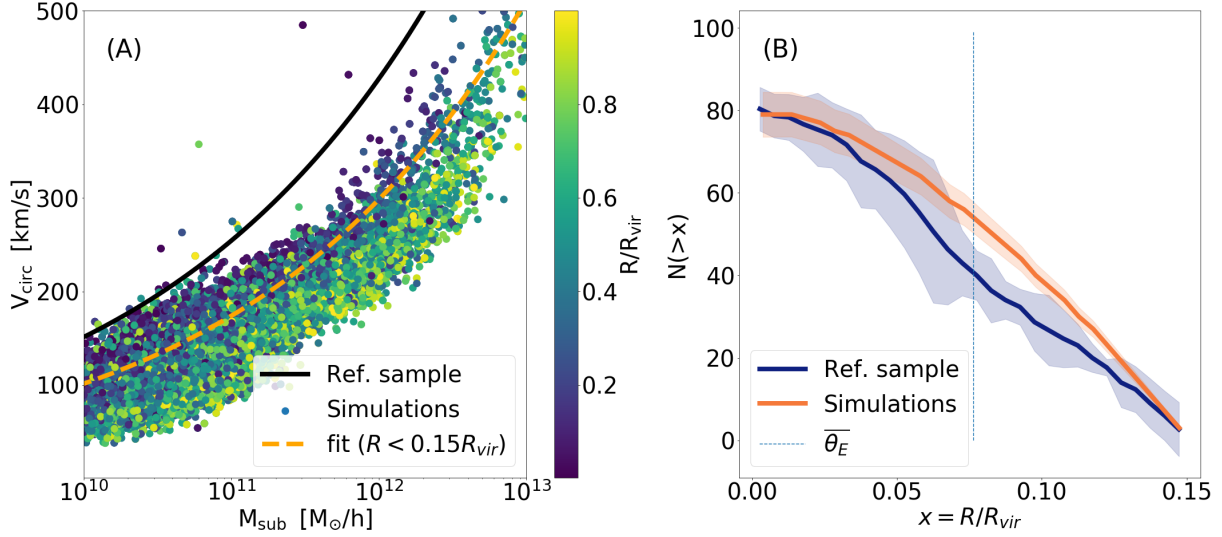 (A)
500
400
300
200
100
V_circ [km/s]
10^10
10^11
10^12
10^13
M_sub [M_⊙/h]
Ref. sample
Simulations
fit (R < 0.15R_vir)
0.8
0.6
0.4
0.2
R/R_vir
(B)
100
80
60
40
20
0
N(>x)
0.00
0.05
0.10
0.15
x = R/R_vir
Ref. sample
Simulations
\overline{θ_E}